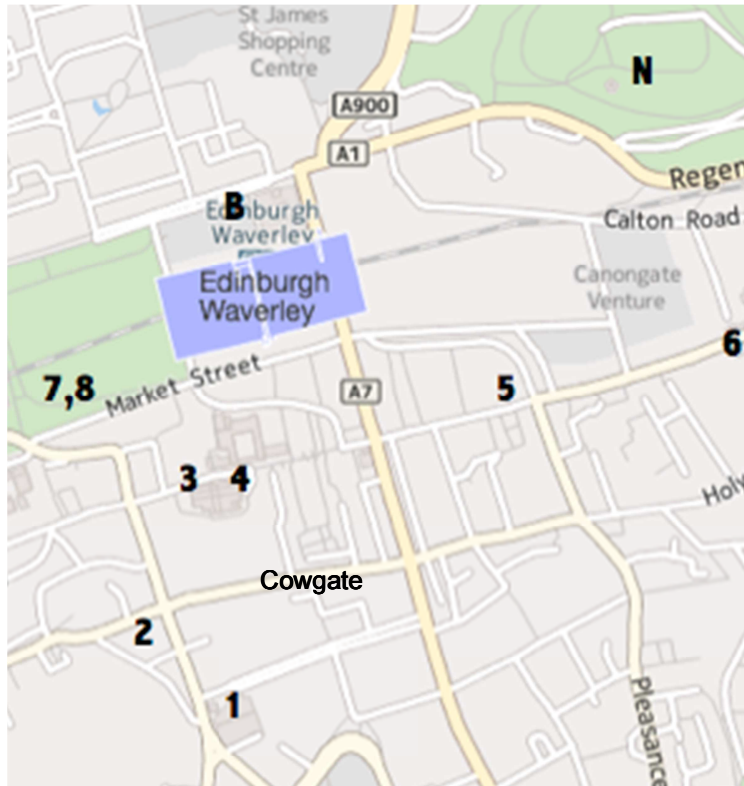 St James
Shopping
Centre
N
A900
A1
Regen
B
Edinburgh
Waverley
Calton Road
Edinburgh
Waverley
Canongate
Venture
6
7,8
Market Street
A7
5
3 4
Holy
Cowgate
2
1
Pleasance